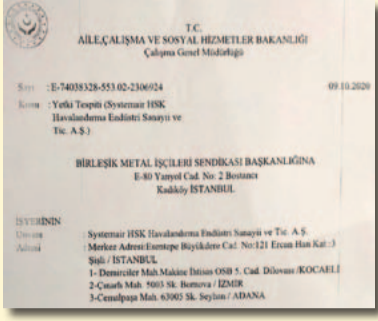 T.C.
AİLE,ÇALIŞMA VE SOSYAL HİZMETLER BAKANLIĞI
Çalışma Genel Müdürlüğü
Sayı : E-74038328-553.02-2306924 09.10.2020
Konu : Yetki Tespiti (Systemair HSK
Havalandırma Endüstri Sanayii ve
Tic. A.Ş.)
BİRLEŞİK METAL İŞÇİLERİ SENDİKASI BAŞKANLIĞINA
E-80 Yanyol Cad. No: 2 Bostancı
Kadıköy İSTANBUL
İŞYERİNİN
Unvanı : Systemair HSK Havalandırma Endüstri Sanayii ve Tic. A.Ş.
Adresi : Merkez Adresi:Esentepe Büyükdere Cad. No:121 Ercan Han Kat :3
Şişli / İSTANBUL
1- Demirciler Mah.Makine İhtisas OSB 5. Cad. Dilovası /KOCAELİ
2-Çınarlı Mah. 5003 Sk. Bornova / İZMİR
3-Cemalpaşa Mah. 63005 Sk. Seyhan / ADANA